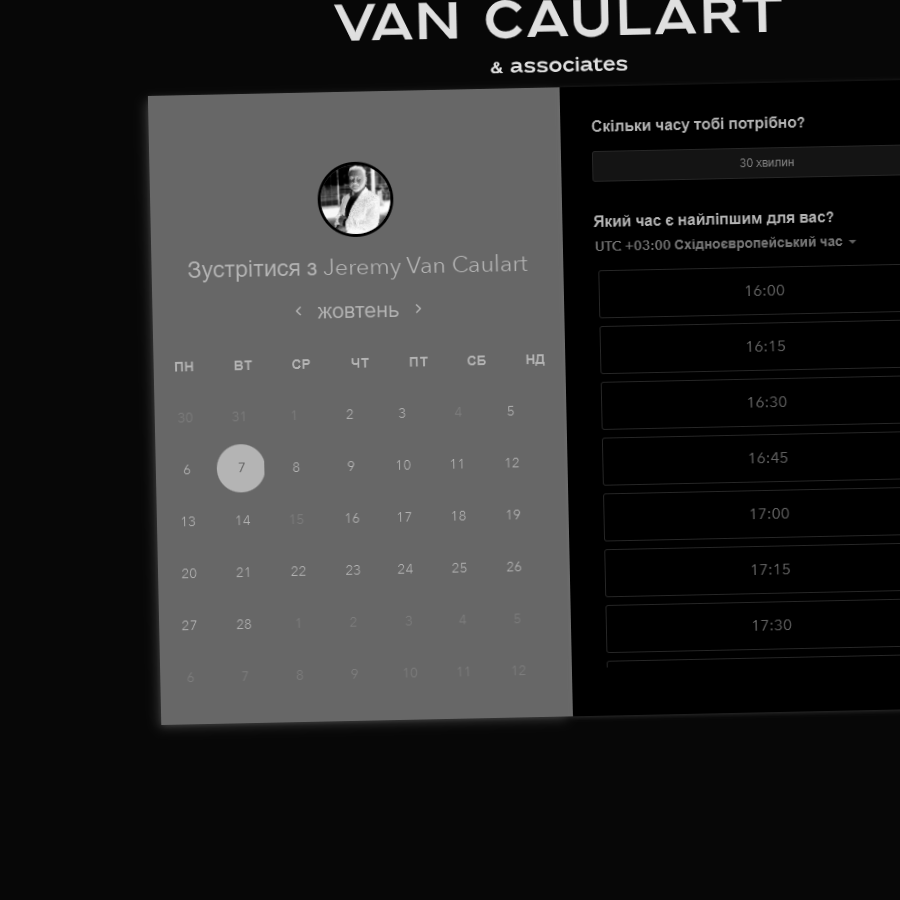 VAN CAULART
& associates
Зустрітися з Jeremy Van Caulart
жовтень
ПН ВТ СР ЧТ ПТ СБ НД
30 31 1 2 3 4 5
6 7 8 9 10 11 12
13 14 15 16 17 18 19
20 21 22 23 24 25 26
27 28 1 2 3 4 5
6 7 8 9 10 11 12
Скільки часу тобі потрібно?
30 хвилин
Який час є найліпшим для вас?
UTC +03:00 Східноєвропейський час
16:00
16:15
16:30
16:45
17:00
17:15
17:30